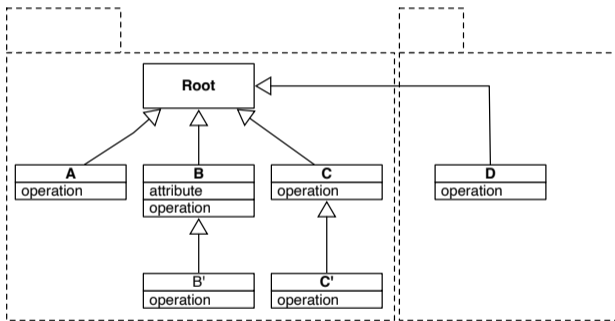 Root
A
operation
B
attribute
operation
C
operation
D
operation
B'
operation
C'
operation